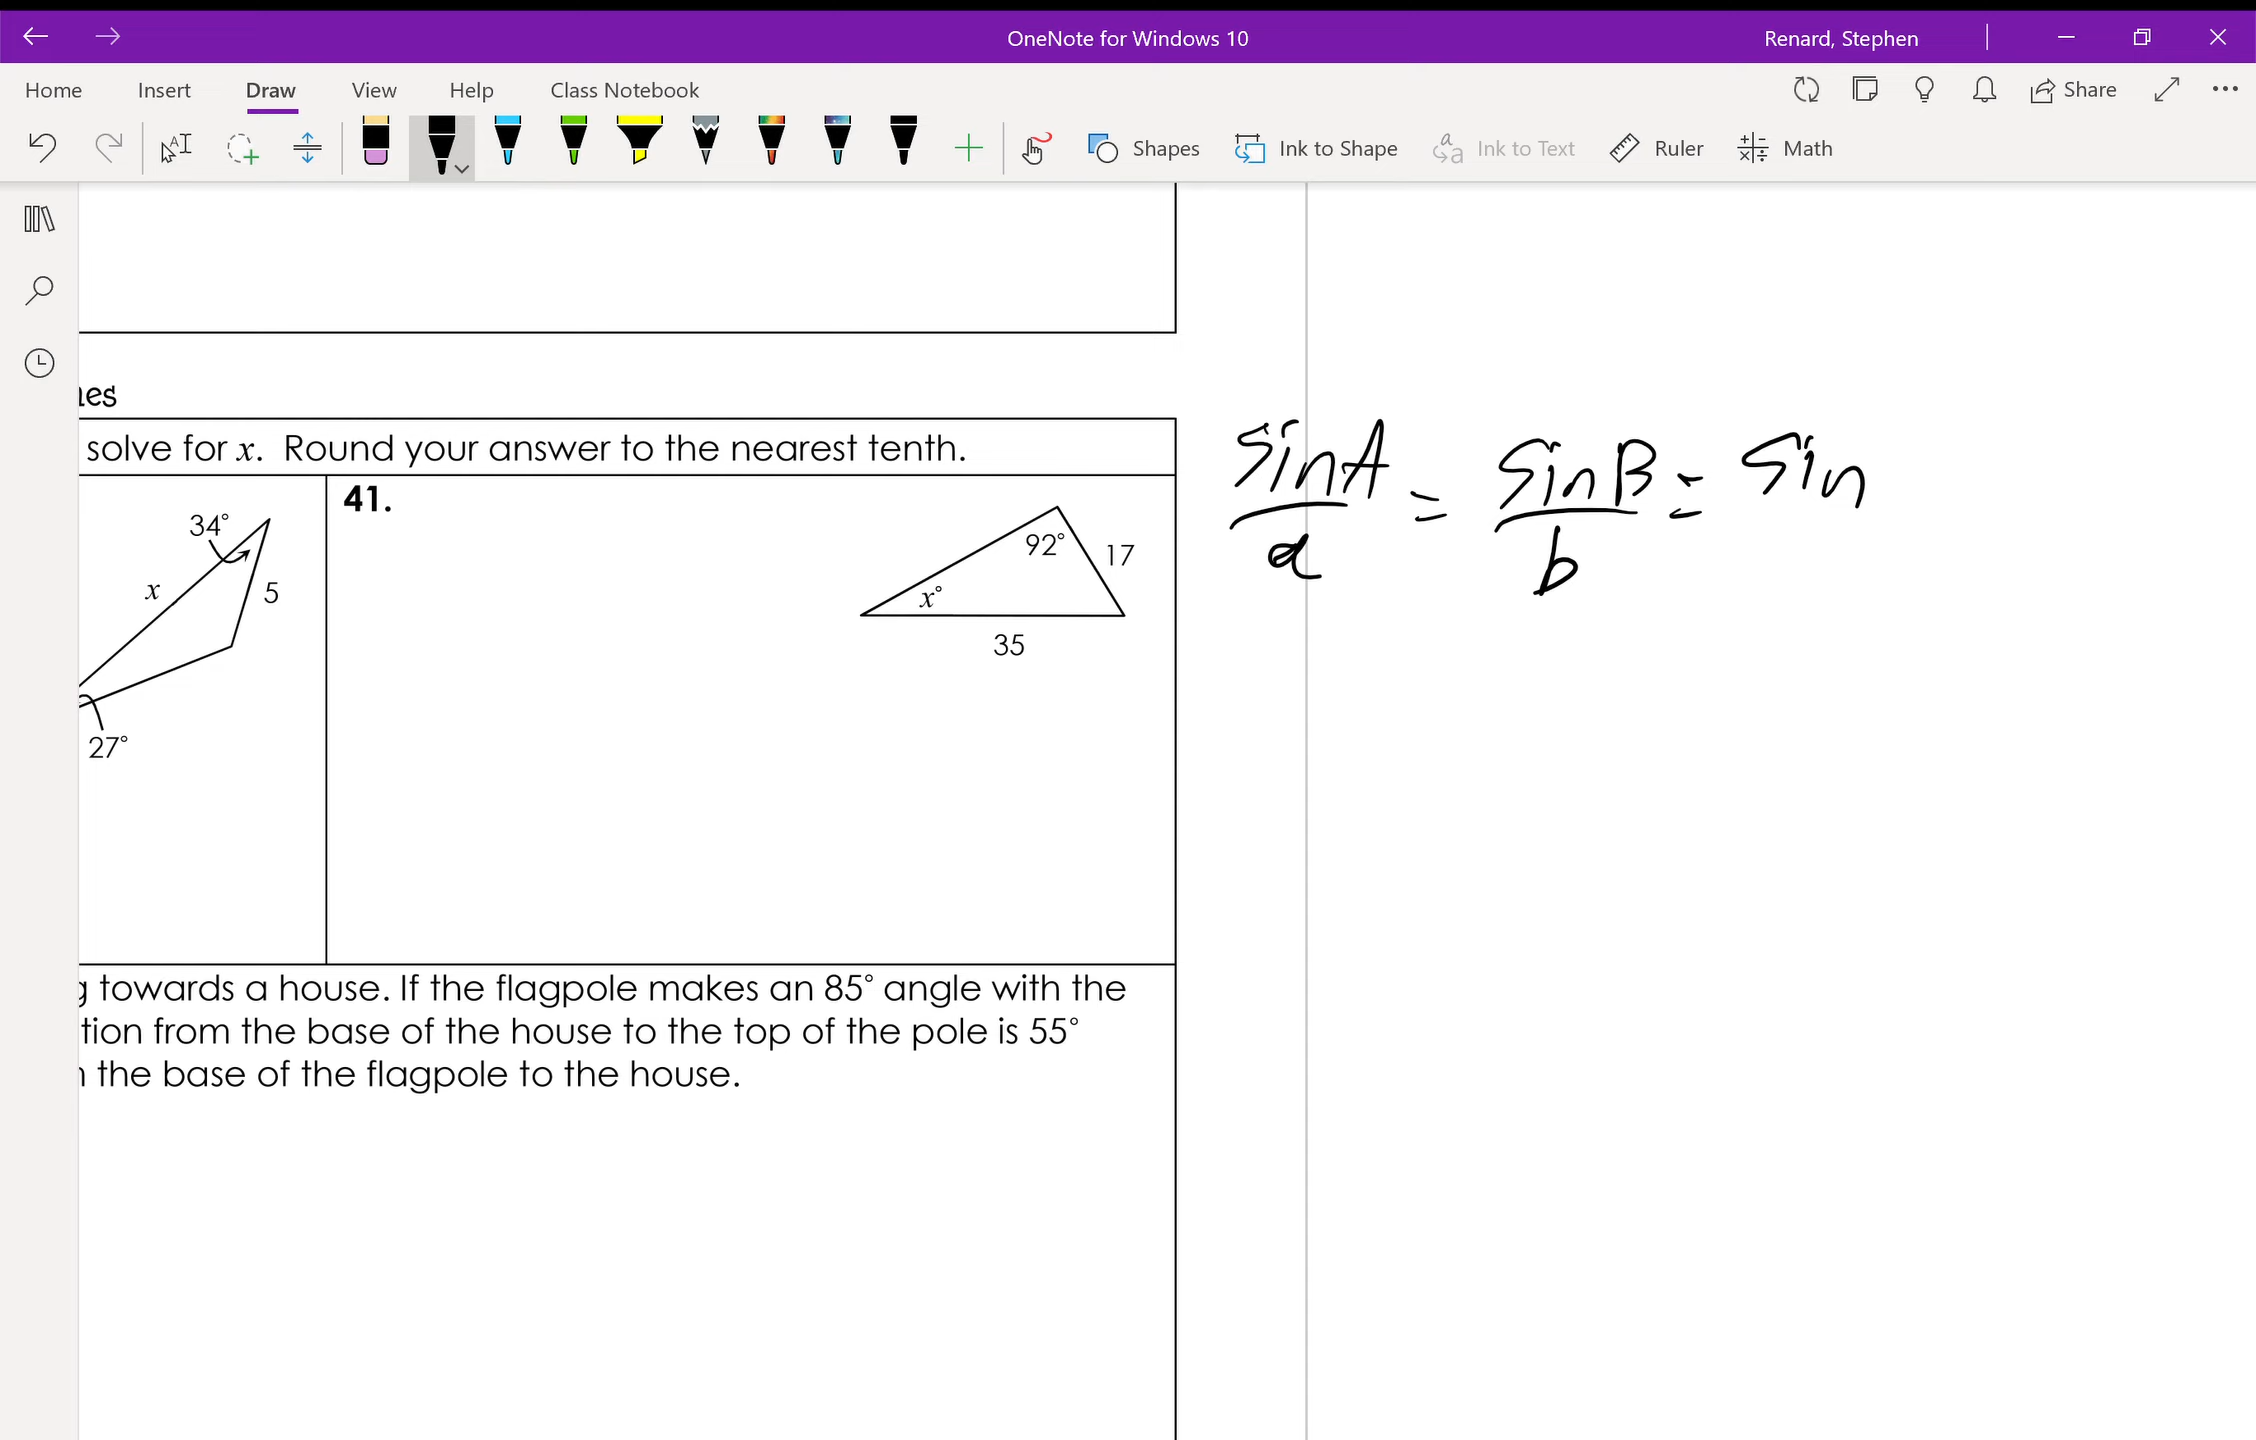 OneNote for Windows 10
Renard, Stephen
Home Insert Draw View Help Class Notebook Share
Shapes Ink to Shape Ink to Text Ruler Math
solve for x. Round your answer to the nearest tenth.
34°
x
5
27°
41.
92°
17
x°
35
towards a house. If the flagpole makes an 85° angle with the
tion from the base of the house to the top of the pole is 55°
the base of the flagpole to the house.
sinA = sinB = sin
a b